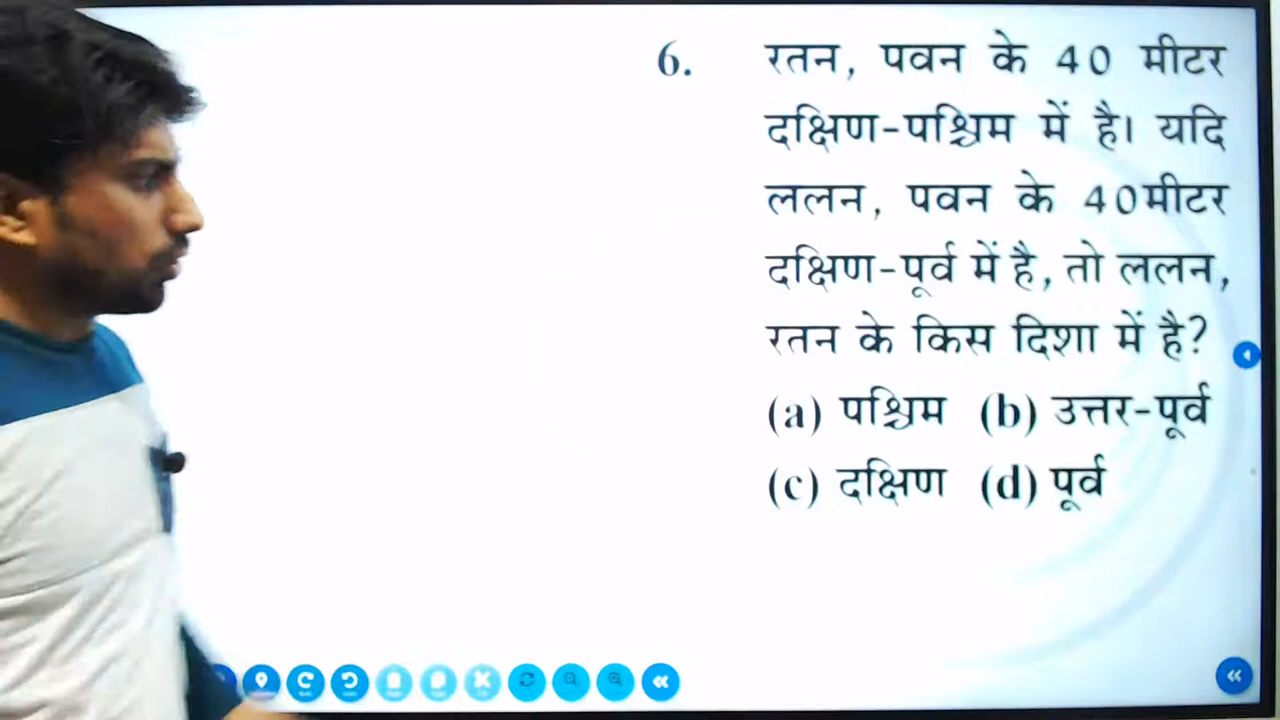 6. रतन, पवन के 40 मीटर
दक्षिण-पश्चिम में है। यदि
ललन, पवन के 40मीटर
दक्षिण-पूर्व में है, तो ललन,
रतन के किस दिशा में है?
(a) पश्चिम (b) उत्तर-पूर्व
(c) दक्षिण (d) पूर्व